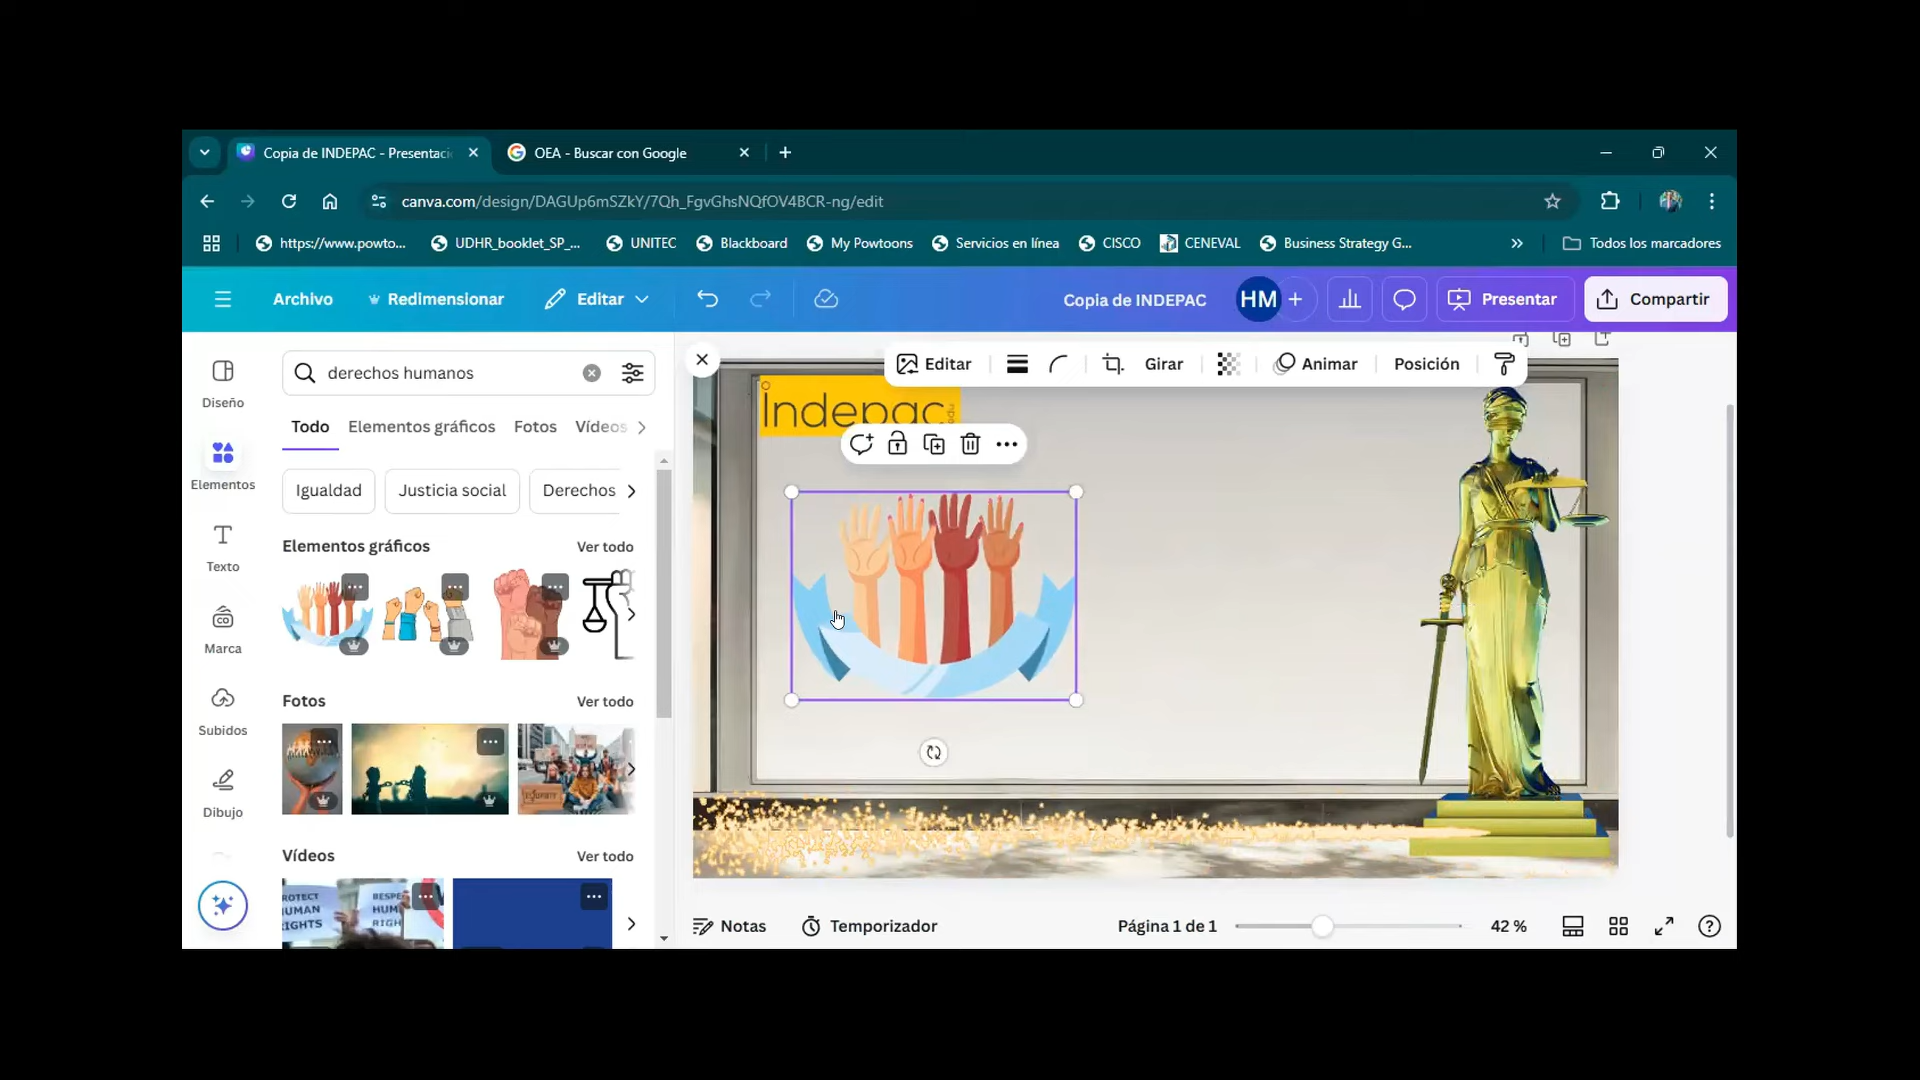 Copia de INDEPAC - Presentaci
OEA - Buscar con Google
canva.com/design/DAGUp6mSZkY/7Qh_FgvGhsNQfOV4BCR-ng/edit
https://www.powto...
UDHR_booklet_SP_...
UNITEC
Blackboard
My Powtoons
Servicios en línea
CISCO
CENEVAL
Business Strategy G...
Todos los marcadores
Archivo
Redimensionar
Editar
Copia de INDEPAC
HM
Presentar
Compartir
Diseño
Elementos
Texto
Marca
Subidos
Dibujo
derechos humanos
Todo
Elementos gráficos
Fotos
Vídeos
Igualdad
Justicia social
Derechos
Elementos gráficos
Ver todo
Fotos
Ver todo
Vídeos
Ver todo
HUMAN
RIGHTS
Editar
Girar
Animar
Posición
Indepac
Notas
Temporizador
Página 1 de 1
42 %